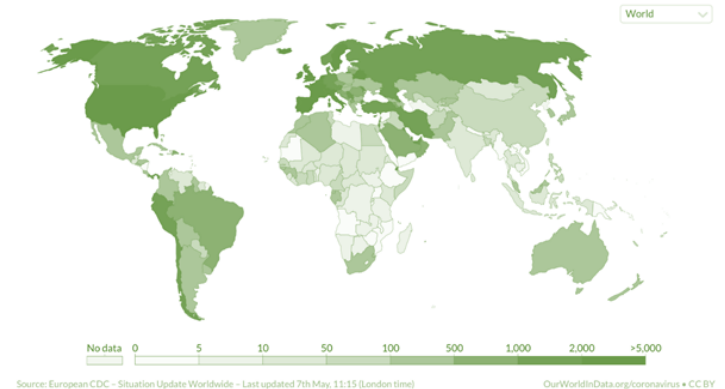 World
No data
0
5
10
50
100
500
1,000
2,000
>5,000
Source: European CDC – Situation Update Worldwide – Last updated 7th May, 11:15 (London time)
OurWorldInData.org/coronavirus • CC BY